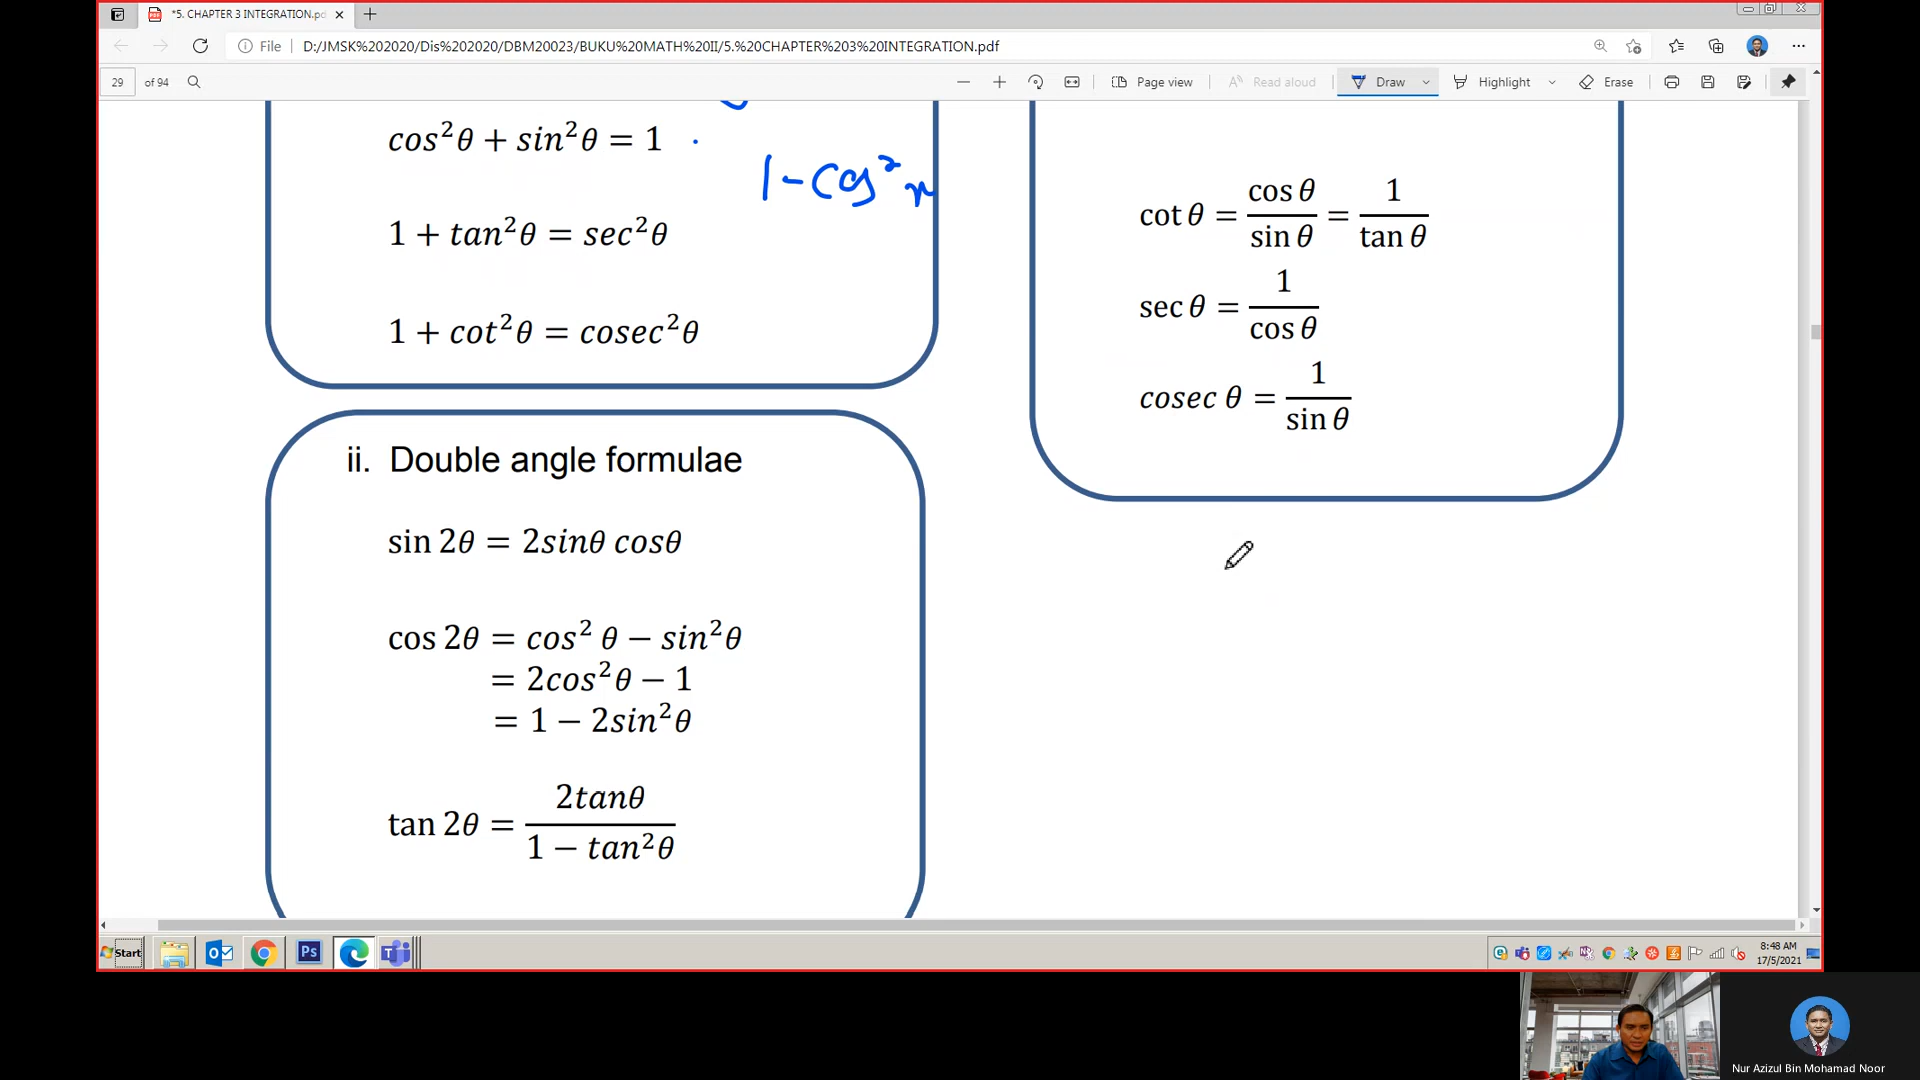 *5. CHAPTER 3 INTEGRATION.pd
File D:/JMSK%202020/Dis%202020/DBM20023/BUKU%20MATH%20II/5.%20CHAPTER%203%20INTEGRATION.pdf
29 of 94 Page view Read aloud Draw Highlight Erase
cos²θ + sin²θ = 1
1 - cos² x
1 + tan²θ = sec²θ
1 + cot²θ = cosec²θ
cot θ = cos θ / sin θ = 1 / tan θ
sec θ = 1 / cos θ
cosec θ = 1 / sin θ
ii. Double angle formulae
sin 2θ = 2sinθ cosθ
cos 2θ = cos² θ − sin²θ
= 2cos²θ − 1
= 1 − 2sin²θ
tan 2θ = 2tanθ / 1 − tan²θ
Start
Ps
8:48 AM
17/5/2021
Nur Azizul Bin Mohamad Noor